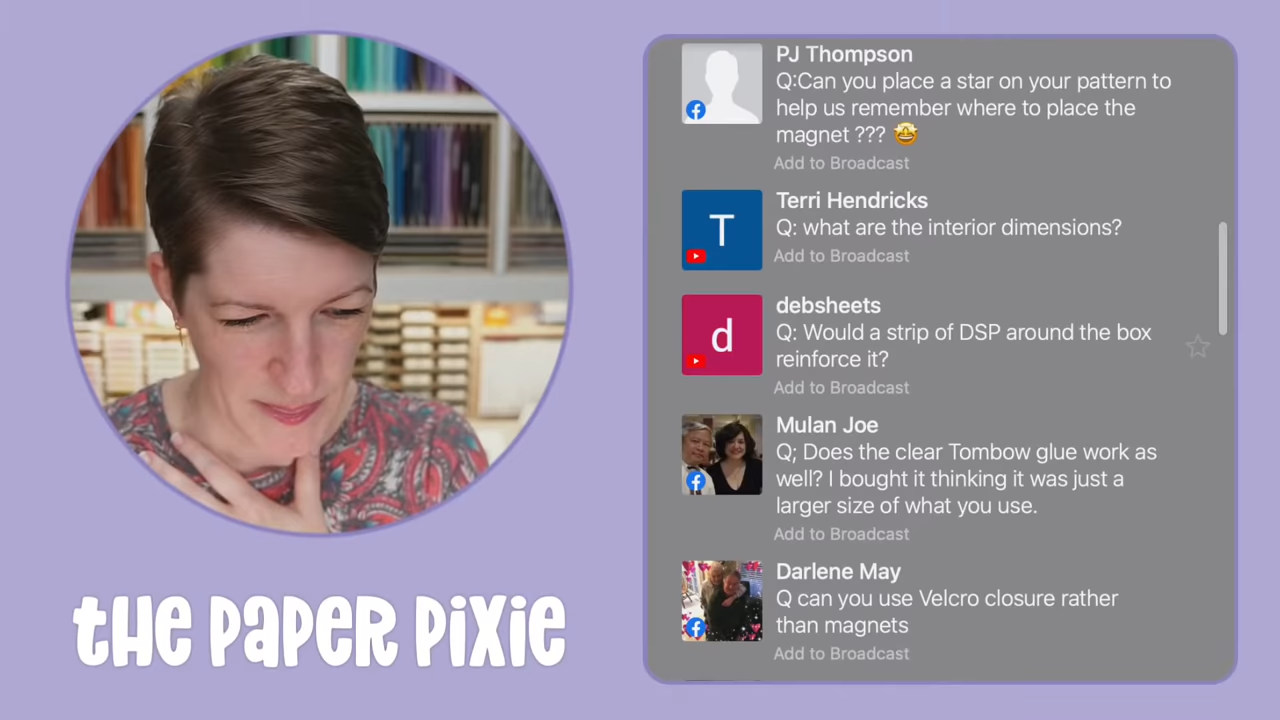 PJ Thompson
Q:Can you place a star on your pattern to
help us remember where to place the
magnet ??? 🤩
Add to Broadcast
T
Terri Hendricks
Q: what are the interior dimensions?
Add to Broadcast
d
debsheets
Q: Would a strip of DSP around the box
reinforce it?
Add to Broadcast
Mulan Joe
Q; Does the clear Tombow glue work as
well? I bought it thinking it was just a
larger size of what you use.
Add to Broadcast
Darlene May
Q can you use Velcro closure rather
than magnets
Add to Broadcast
the paper pixie